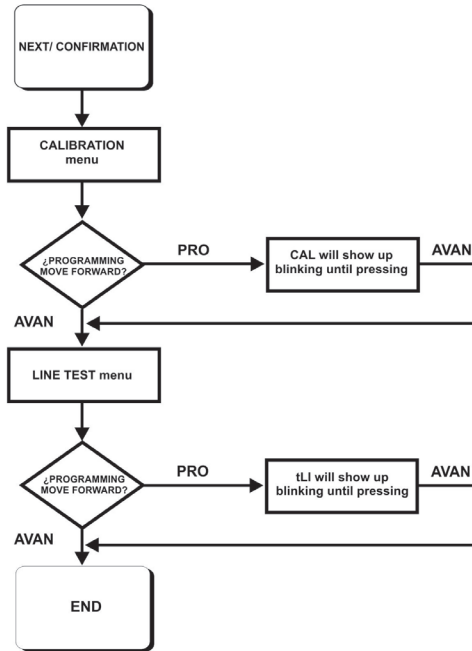 NEXT/ CONFIRMATION
CALIBRATION
menu
¿PROGRAMMING
MOVE FORWARD?
PRO
CAL will show up
blinking until pressing
AVAN
AVAN
LINE TEST menu
¿PROGRAMMING
MOVE FORWARD?
PRO
tLI will show up
blinking until pressing
AVAN
AVAN
END